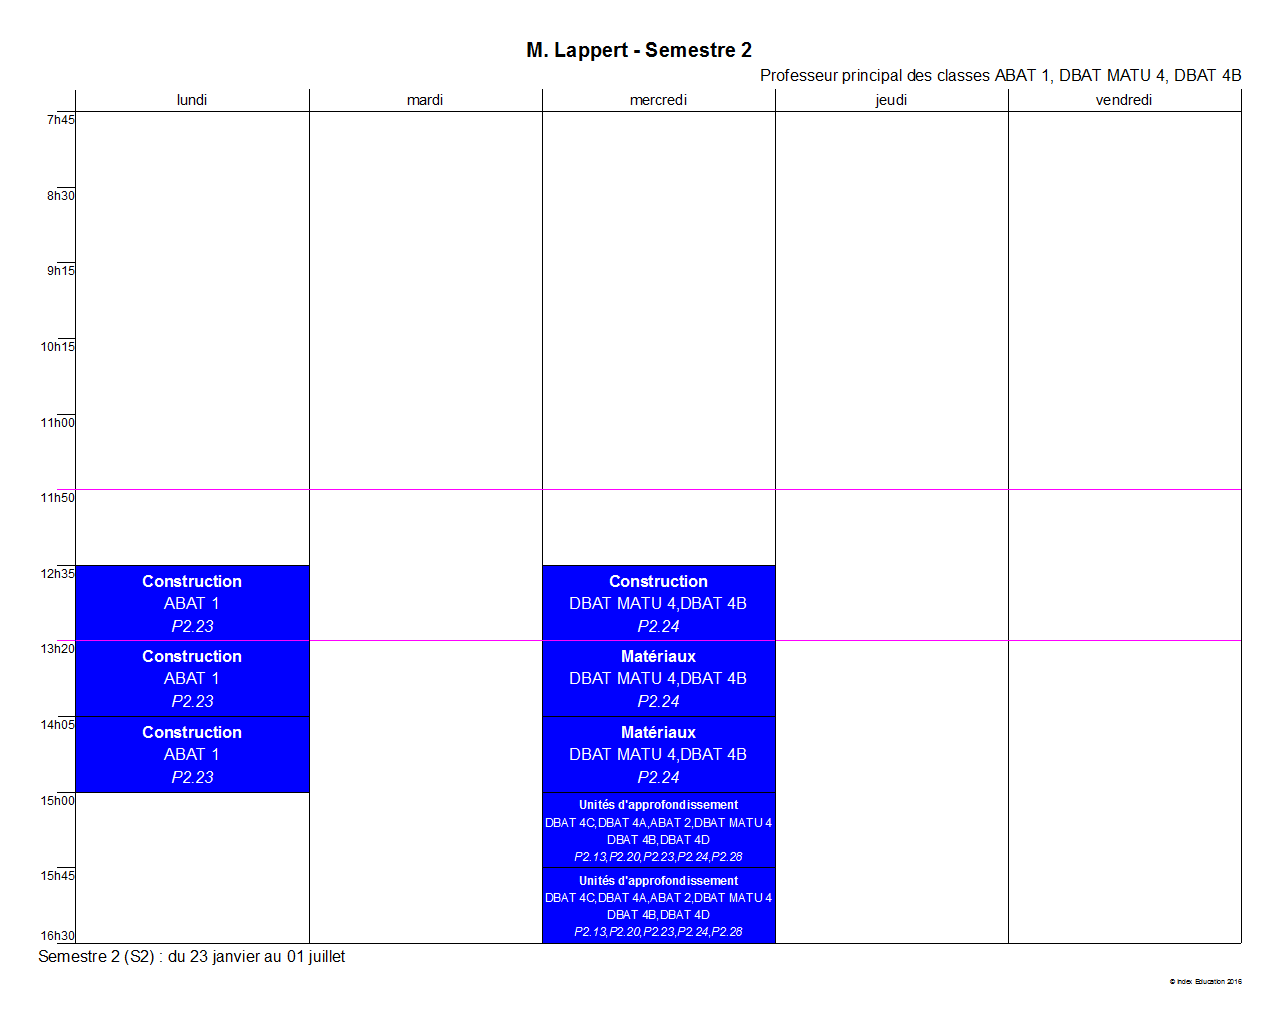 M. Lappert - Semestre 2
Professeur principal des classes ABAT 1, DBAT MATU 4, DBAT 4B
lundi mardi mercredi jeudi vendredi
7h45
8h30
9h15
10h15
11h00
11h50
12h35
Construction
ABAT 1
P2.23
Construction
DBAT MATU 4,DBAT 4B
P2.24
13h20
Construction
ABAT 1
P2.23
Matériaux
DBAT MATU 4,DBAT 4B
P2.24
14h05
Construction
ABAT 1
P2.23
Matériaux
DBAT MATU 4,DBAT 4B
P2.24
15h00
Unités d'approfondissement
DBAT 4C,DBAT 4A,ABAT 2,DBAT MATU 4
DBAT 4B,DBAT 4D
P2.13,P2.20,P2.23,P2.24,P2.28
15h45
Unités d'approfondissement
DBAT 4C,DBAT 4A,ABAT 2,DBAT MATU 4
DBAT 4B,DBAT 4D
P2.13,P2.20,P2.23,P2.24,P2.28
16h30
Semestre 2 (S2) : du 23 janvier au 01 juillet
© Index Education 2016